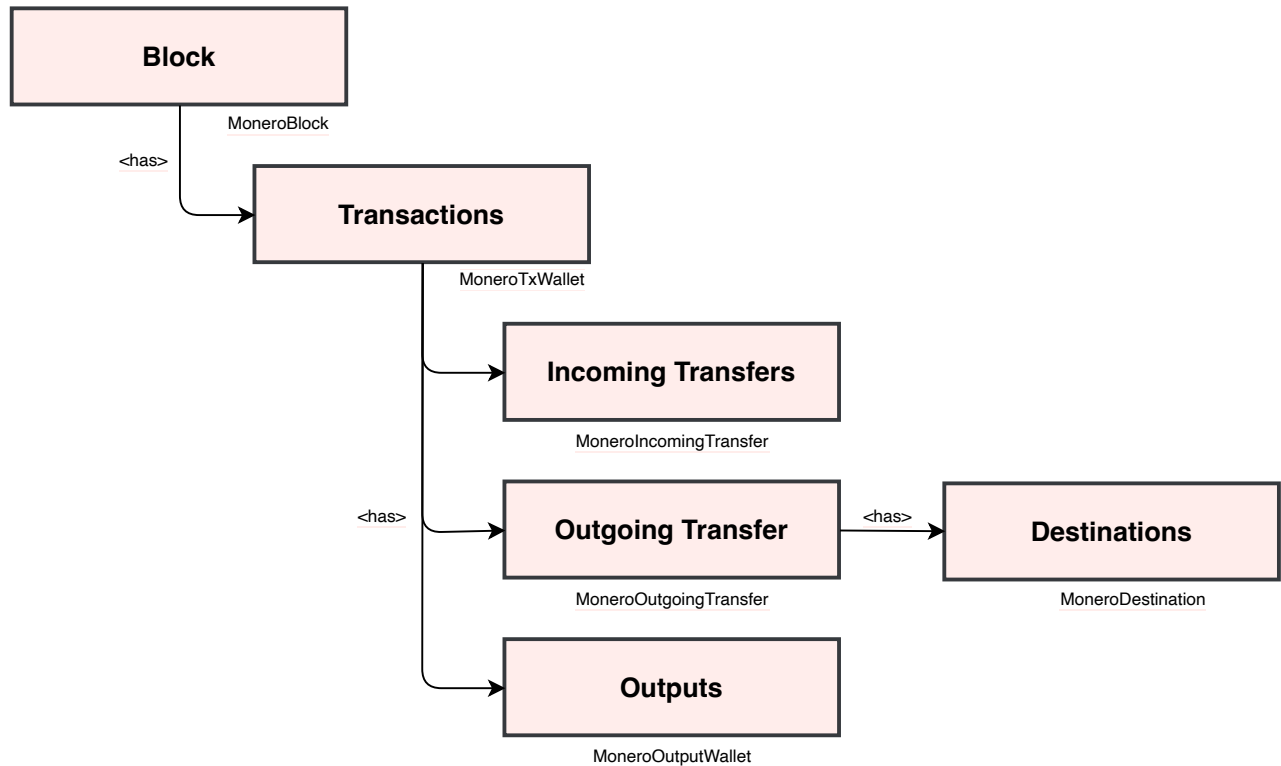 Block
MoneroBlock
<has>
Transactions
MoneroTxWallet
Incoming Transfers
MoneroIncomingTransfer
<has>
Outgoing Transfer
<has>
Destinations
MoneroOutgoingTransfer
MoneroDestination
Outputs
MoneroOutputWallet